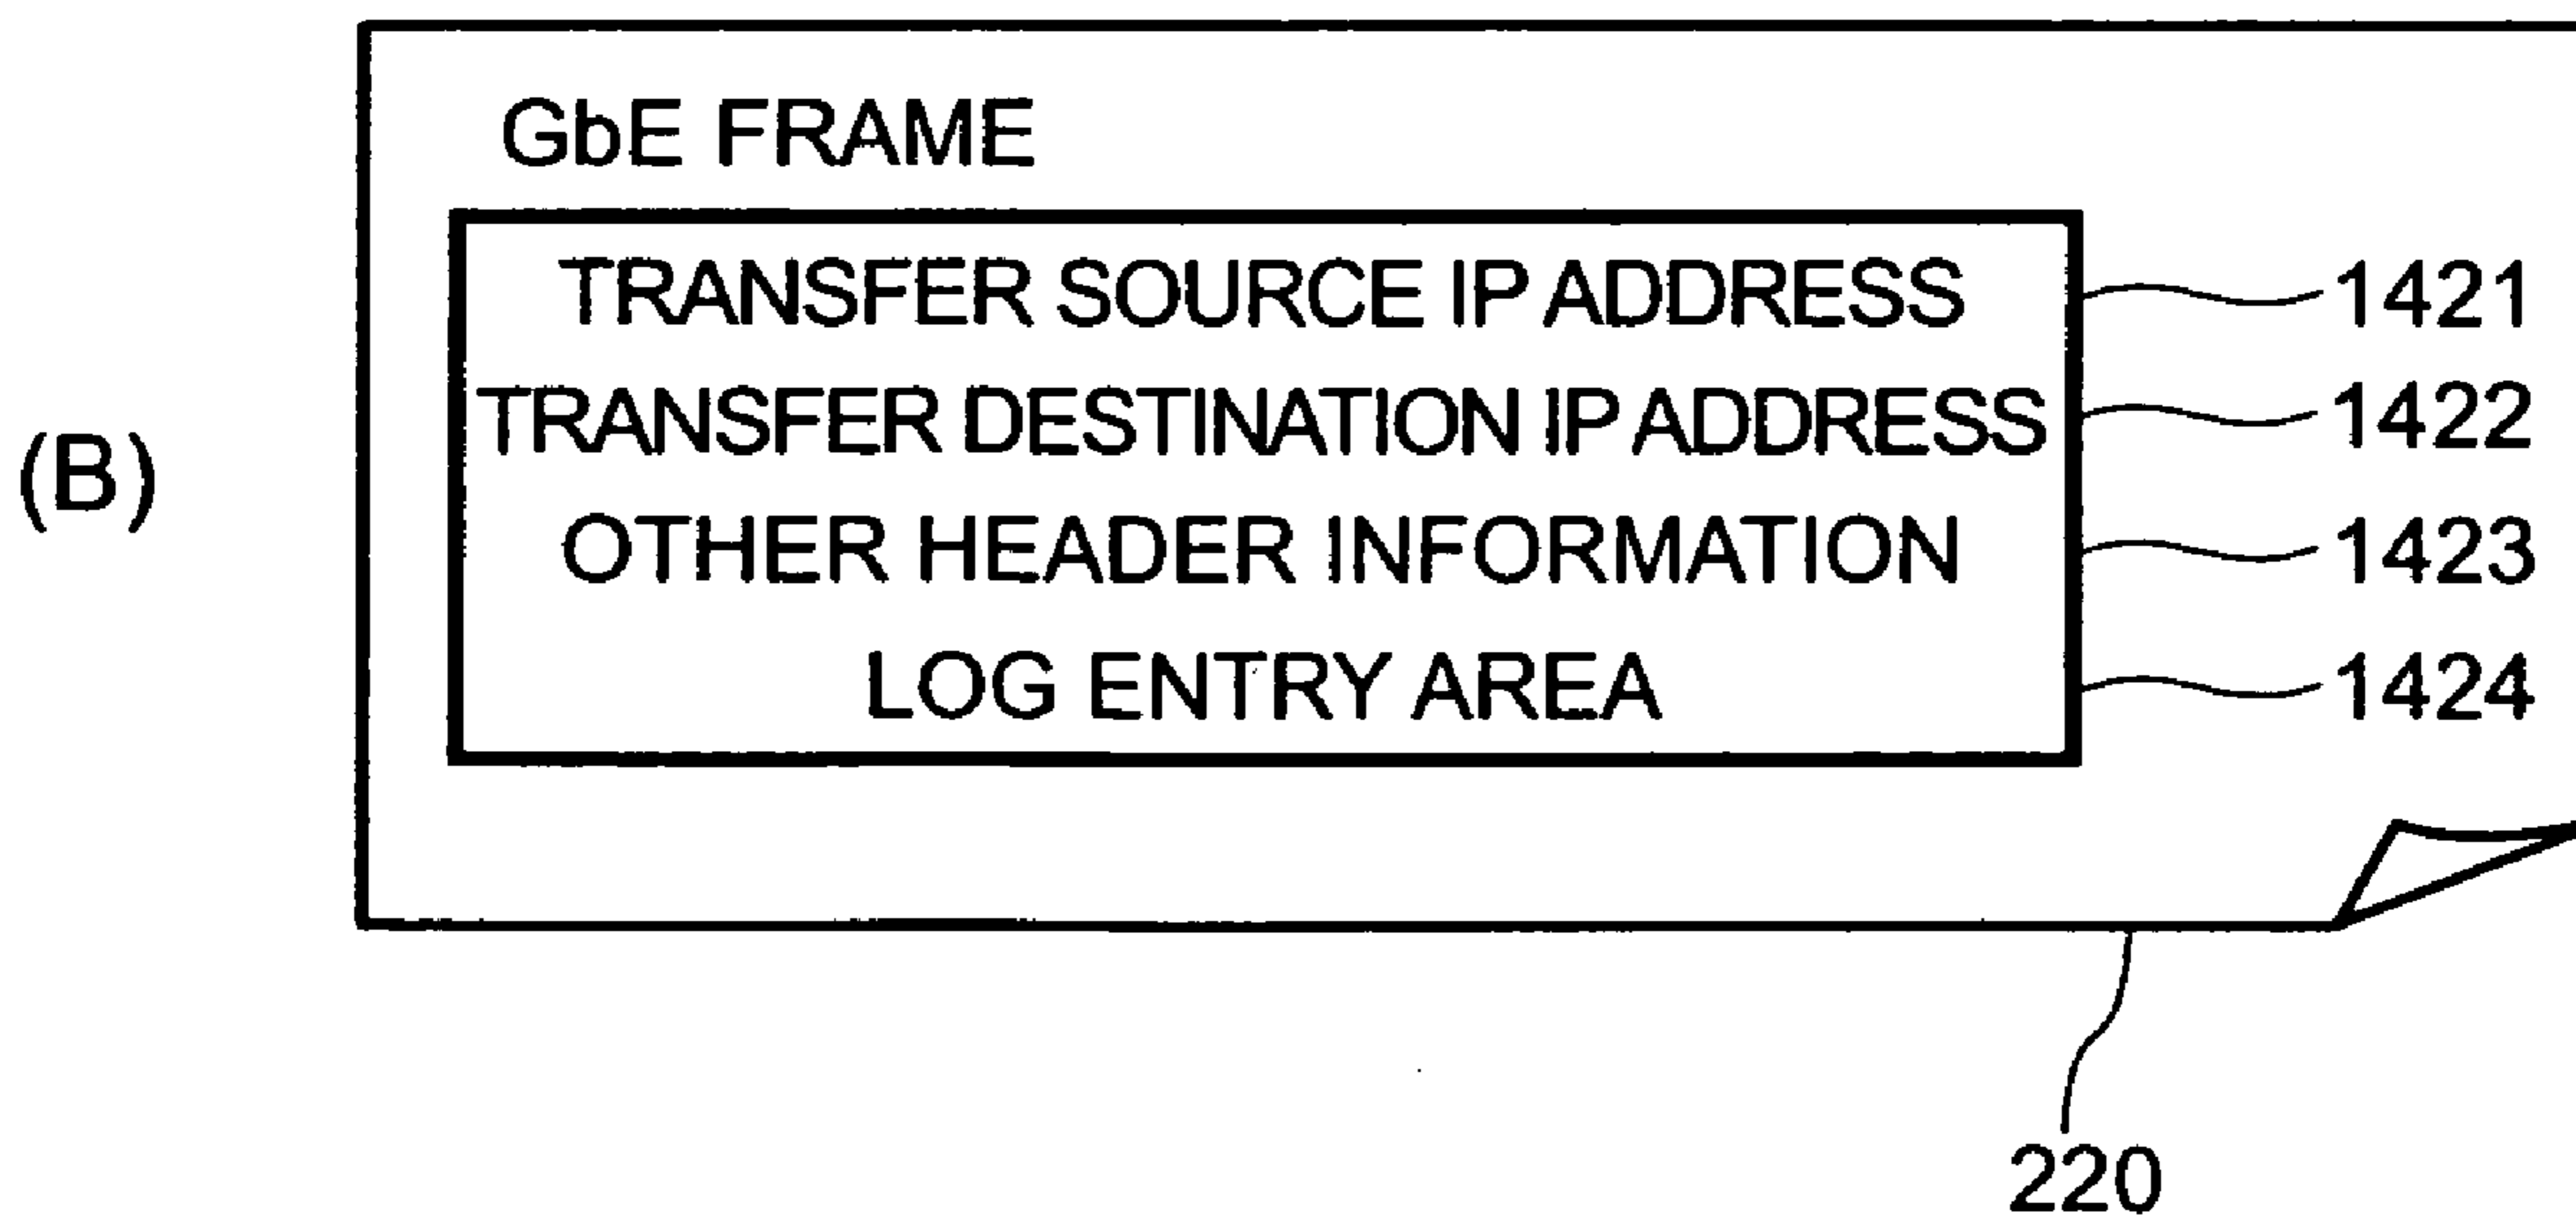 (B)
GbE FRAME
TRANSFER SOURCE IP ADDRESS 1421
TRANSFER DESTINATION IP ADDRESS 1422
OTHER HEADER INFORMATION 1423
LOG ENTRY AREA 1424
220